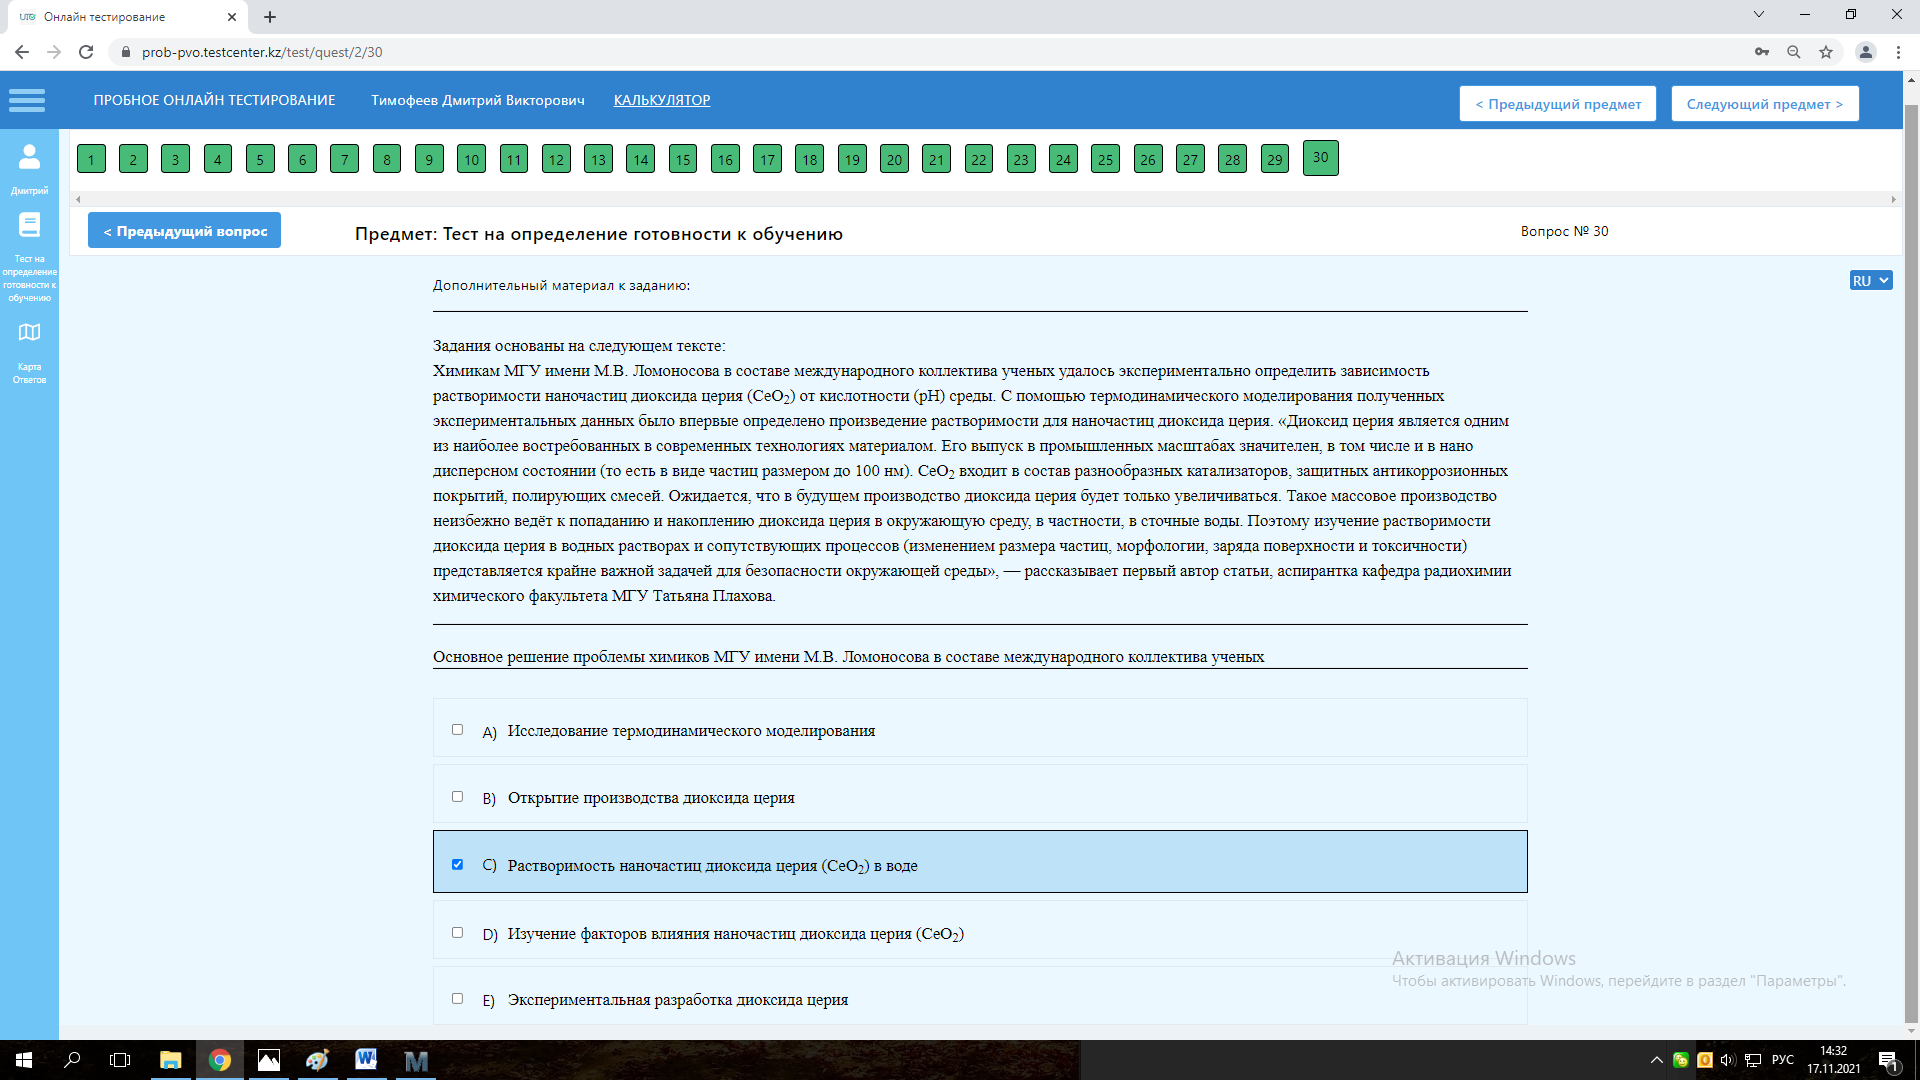 Онлайн тестирование
prob-pvo.testcenter.kz/test/quest/2/30
ПРОБНОЕ ОНЛАЙН ТЕСТИРОВАНИЕ Тимофеев Дмитрий Викторович КАЛЬКУЛЯТОР < Предыдущий предмет Следующий предмет >
1 2 3 4 5 6 7 8 9 10 11 12 13 14 15 16 17 18 19 20 21 22 23 24 25 26 27 28 29 30
Дмитрий
Тест на
определение
готовности к
обучению
Карта
Ответов
< Предыдущий вопрос Предмет: Тест на определение готовности к обучению Вопрос № 30
RU
Дополнительный материал к заданию:
Задания основаны на следующем тексте:
Химикам МГУ имени М.В. Ломоносова в составе международного коллектива ученых удалось экспериментально определить зависимость
растворимости наночастиц диоксида церия (CeO₂) от кислотности (pH) среды. С помощью термодинамического моделирования полученных
экспериментальных данных было впервые определено произведение растворимости для наночастиц диоксида церия. «Диоксид церия является одним
из наиболее востребованных в современных технологиях материалом. Его выпуск в промышленных масштабах значителен, в том числе и в нано
дисперсном состоянии (то есть в виде частиц размером до 100 нм). CeO₂ входит в состав разнообразных катализаторов, защитных антикоррозионных
покрытий, полирующих смесей. Ожидается, что в будущем производство диоксида церия будет только увеличиваться. Такое массовое производство
неизбежно ведёт к попаданию и накоплению диоксида церия в окружающую среду, в частности, в сточные воды. Поэтому изучение растворимости
диоксида церия в водных растворах и сопутствующих процессов (изменением размера частиц, морфологии, заряда поверхности и токсичности)
представляется крайне важной задачей для безопасности окружающей среды», — рассказывает первый автор статьи, аспирантка кафедра радиохимии
химического факультета МГУ Татьяна Плахова.
Основное решение проблемы химиков МГУ имени М.В. Ломоносова в составе международного коллектива ученых
A) Исследование термодинамического моделирования
B) Открытие производства диоксида церия
C) Растворимость наночастиц диоксида церия (CeO₂) в воде
D) Изучение факторов влияния наночастиц диоксида церия (CeO₂)
E) Экспериментальная разработка диоксида церия
Активация Windows
Чтобы активировать Windows, перейдите в раздел "Параметры".
РУС
14:32
17.11.2021
1